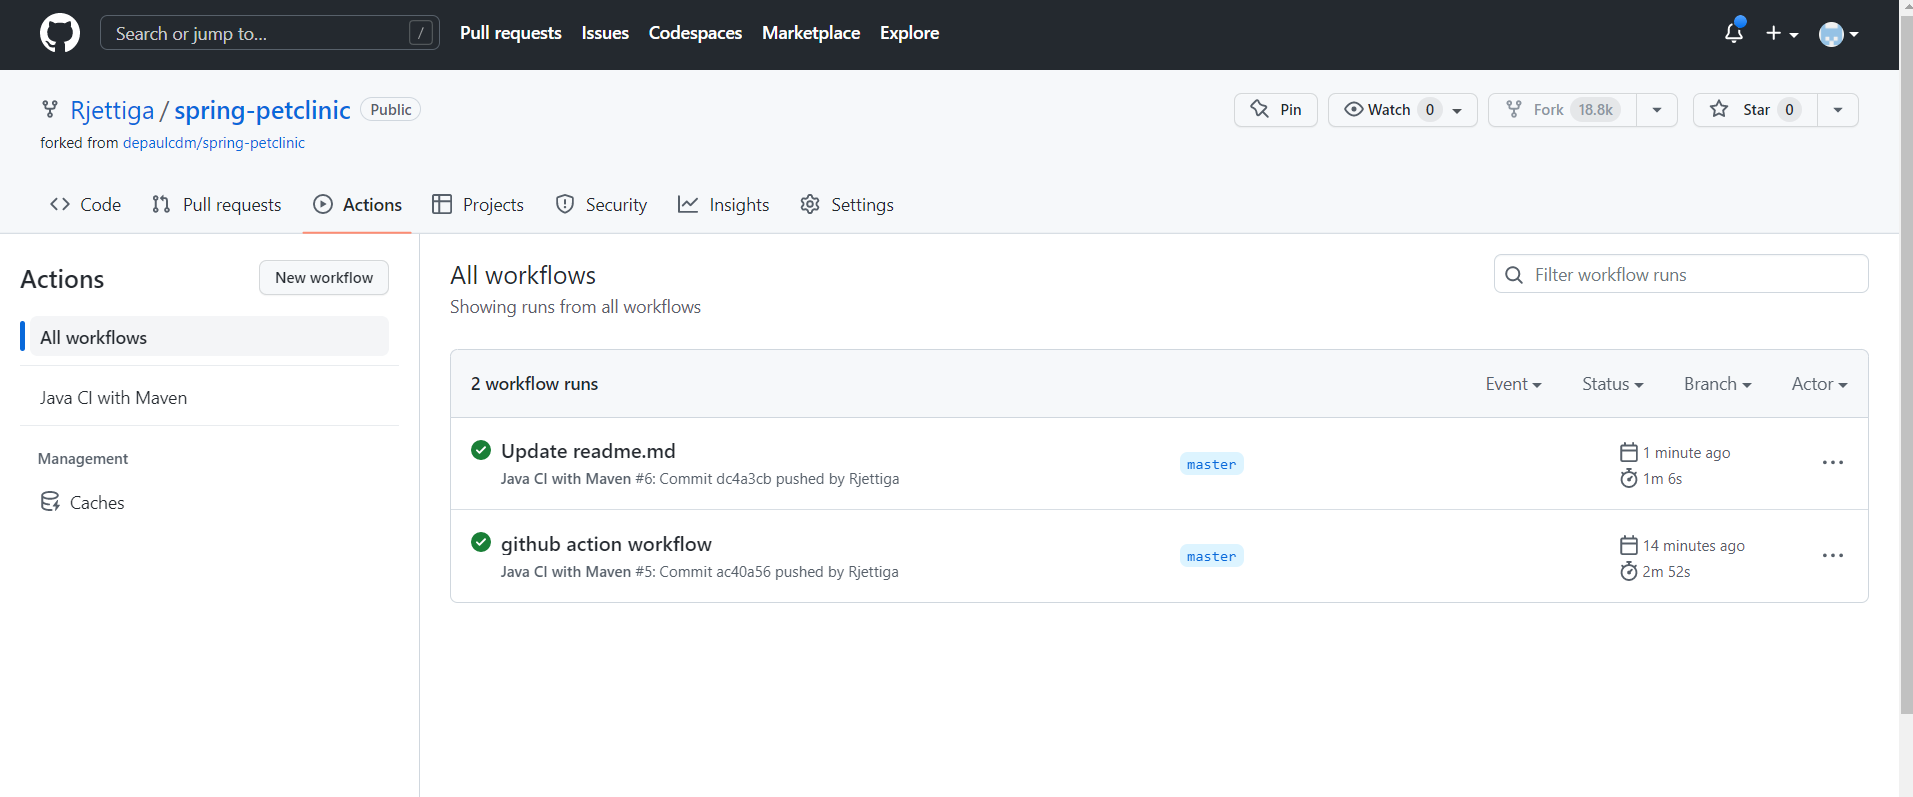 Search or jump to... /
Pull requests Issues Codespaces Marketplace Explore
Rjettiga / spring-petclinic Public
Pin Watch 0 Fork 18.8k Star 0
forked from depaulcdm/spring-petclinic
Code Pull requests Actions Projects Security Insights Settings
Actions New workflow
All workflows
Java CI with Maven
Management
Caches
All workflows
Showing runs from all workflows
Filter workflow runs
2 workflow runs Event Status Branch Actor
Update readme.md
Java CI with Maven #6: Commit dc4a3cb pushed by Rjettiga
master
1 minute ago
1m 6s
github action workflow
Java CI with Maven #5: Commit ac40a56 pushed by Rjettiga
master
14 minutes ago
2m 52s